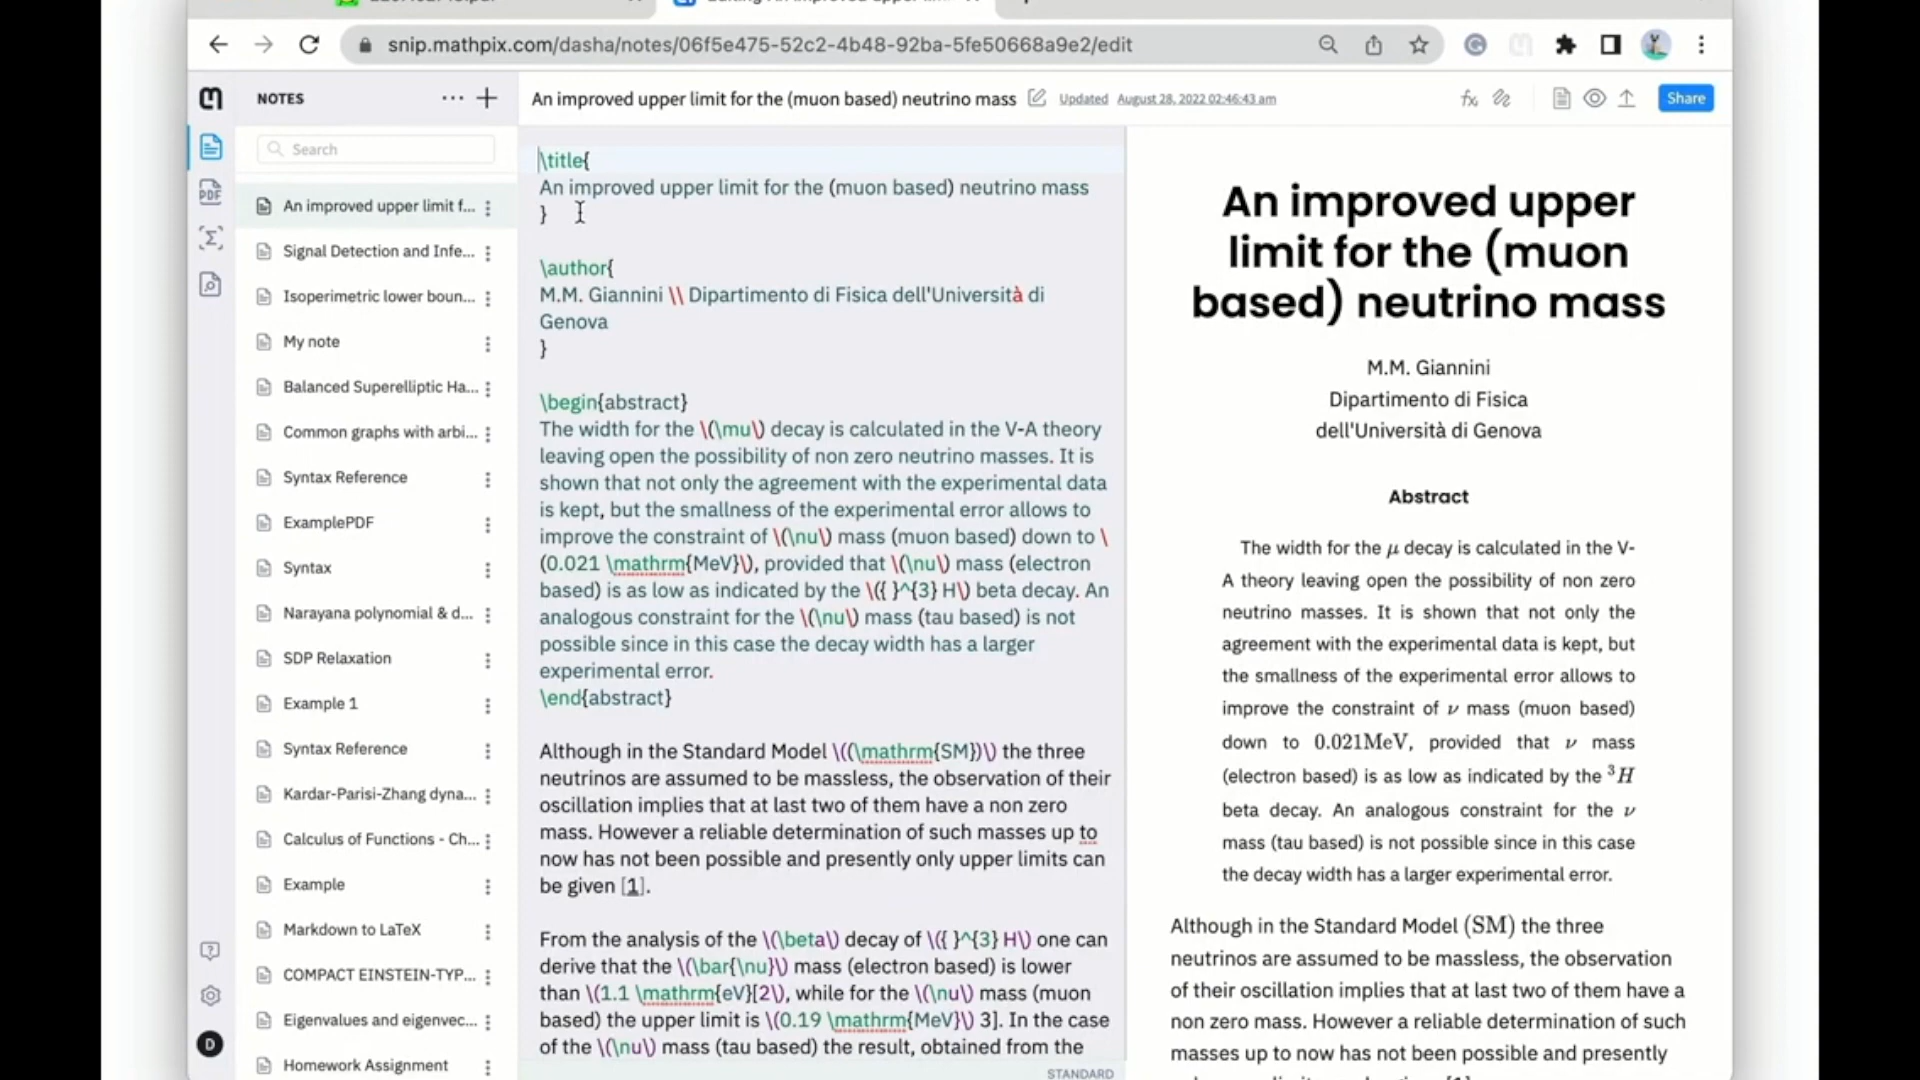 snip.mathpix.com/dasha/notes/06f5e475-52c2-4b48-92ba-5fe50668a9e2/edit
NOTES
An improved upper limit for the (muon based) neutrino mass
Updated August 28, 2022 02:46:43 am
Share
Search
PDF
An improved upper limit f...
Signal Detection and Infe...
Isoperimetric lower boun...
My note
Balanced Superelliptic Ha...
Common graphs with arbi...
Syntax Reference
ExamplePDF
Syntax
Narayana polynomial & d...
SDP Relaxation
Example 1
Syntax Reference
Kardar-Parisi-Zhang dyna...
Calculus of Functions - Ch...
Example
Markdown to LaTeX
COMPACT EINSTEIN-TYP...
Eigenvalues and eigenvec...
Homework Assignment
D
\title{
An improved upper limit for the (muon based) neutrino mass
}
\author{
M.M. Giannini \\ Dipartimento di Fisica dell'Università di
Genova
}
\begin{abstract}
The width for the \(\mu\) decay is calculated in the V-A theory
leaving open the possibility of non zero neutrino masses. It is
shown that not only the agreement with the experimental data
is kept, but the smallness of the experimental error allows to
improve the constraint of \(\nu\) mass (muon based) down to \
(0.021 \mathrm{MeV}\), provided that \(\nu\) mass (electron
based) is as low as indicated by the \({ }^{3} H\) beta decay. An
analogous constraint for the \(\nu\) mass (tau based) is not
possible since in this case the decay width has a larger
experimental error.
\end{abstract}
Although in the Standard Model \((\mathrm{SM})\) the three
neutrinos are assumed to be massless, the observation of their
oscillation implies that at last two of them have a non zero
mass. However a reliable determination of such masses up to
now has not been possible and presently only upper limits can
be given [1].
From the analysis of the \(\beta\) decay of \({ }^{3} H\) one can
derive that the \(\bar{\nu}\) mass (electron based) is lower
than \(1.1 \mathrm{eV}[2\), while for the \(\nu\) mass (muon
based) the upper limit is \(0.19 \mathrm{MeV}\) 3]. In the case
of the \(\nu\) mass (tau based) the result, obtained from the
STANDARD
An improved upper
limit for the (muon
based) neutrino mass
M.M. Giannini
Dipartimento di Fisica
dell'Università di Genova
Abstract
The width for the μ decay is calculated in the V-
A theory leaving open the possibility of non zero
neutrino masses. It is shown that not only the
agreement with the experimental data is kept, but
the smallness of the experimental error allows to
improve the constraint of ν mass (muon based)
down to 0.021MeV, provided that ν mass
(electron based) is as low as indicated by the ³H
beta decay. An analogous constraint for the ν
mass (tau based) is not possible since in this case
the decay width has a larger experimental error.
Although in the Standard Model (SM) the three
neutrinos are assumed to be massless, the observation
of their oscillation implies that at last two of them have a
non zero mass. However a reliable determination of such
masses up to now has not been possible and presently